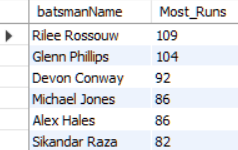 batsmanName Most_Runs
Rilee Rossouw 109
Glenn Phillips 104
Devon Conway 92
Michael Jones 86
Alex Hales 86
Sikandar Raza 82